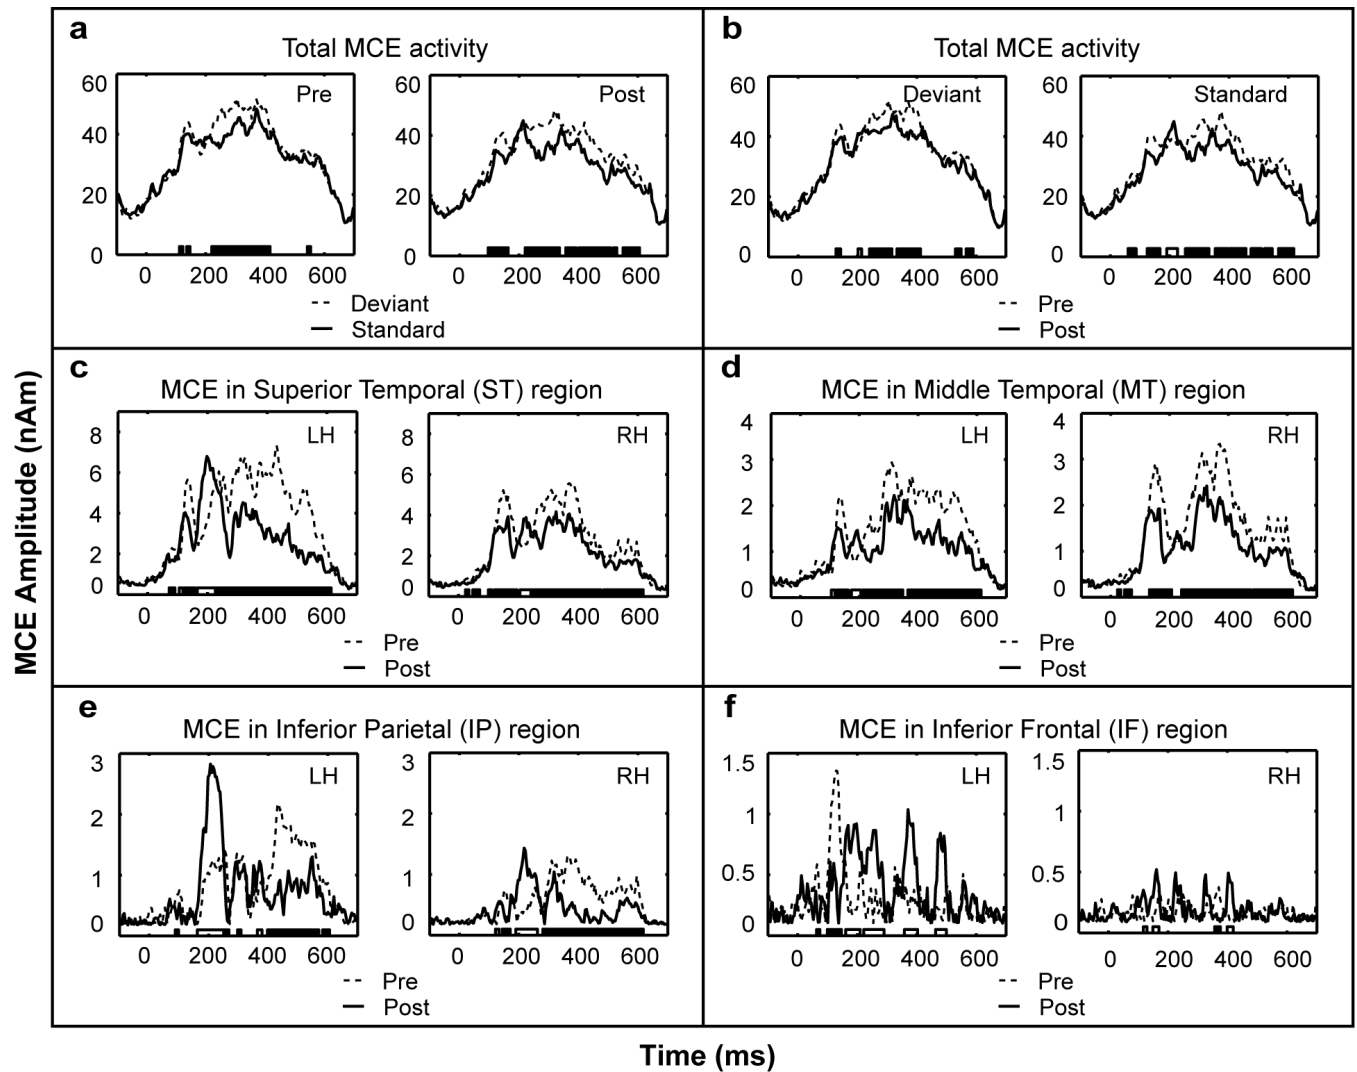 a
Total MCE activity
Pre
60
40
20
0
0 200 400 600
Post
60
40
20
0
0 200 400 600
Deviant
Standard
b
Total MCE activity
Deviant
60
40
20
0
0 200 400 600
Standard
60
40
20
0
0 200 400 600
Pre
Post
c
MCE in Superior Temporal (ST) region
LH
8
6
4
2
0
0 200 400 600
RH
8
6
4
2
0
0 200 400 600
Pre
Post
d
MCE in Middle Temporal (MT) region
LH
4
3
2
1
0
0 200 400 600
RH
4
3
2
1
0
0 200 400 600
Pre
Post
e
MCE in Inferior Parietal (IP) region
LH
3
2
1
0
0 200 400 600
RH
3
2
1
0
0 200 400 600
Pre
Post
f
MCE in Inferior Frontal (IF) region
LH
1.5
1
0.5
0
0 200 400 600
RH
1.5
1
0.5
0
0 200 400 600
Pre
Post
MCE Amplitude (nAm)
Time (ms)